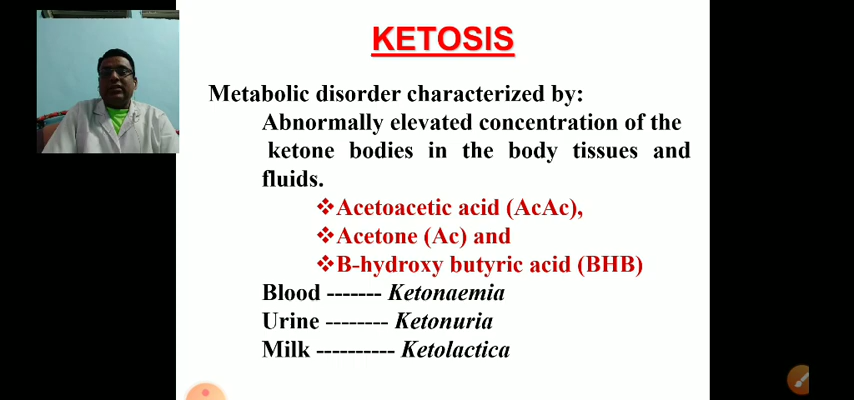 KETOSIS
Metabolic disorder characterized by:
Abnormally elevated concentration of the
ketone bodies in the body tissues and
fluids.
❖Acetoacetic acid (AcAc),
❖Acetone (Ac) and
❖B-hydroxy butyric acid (BHB)
Blood ------- Ketonaemia
Urine -------- Ketonuria
Milk ---------- Ketolactica